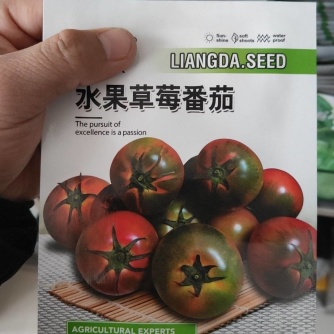 Sun-
shine
soft
shoots
water
proof
LIANGDA.SEED
水果草莓番茄
The pursuit of
excellence is a passion
AGRICULTURAL EXPERTS